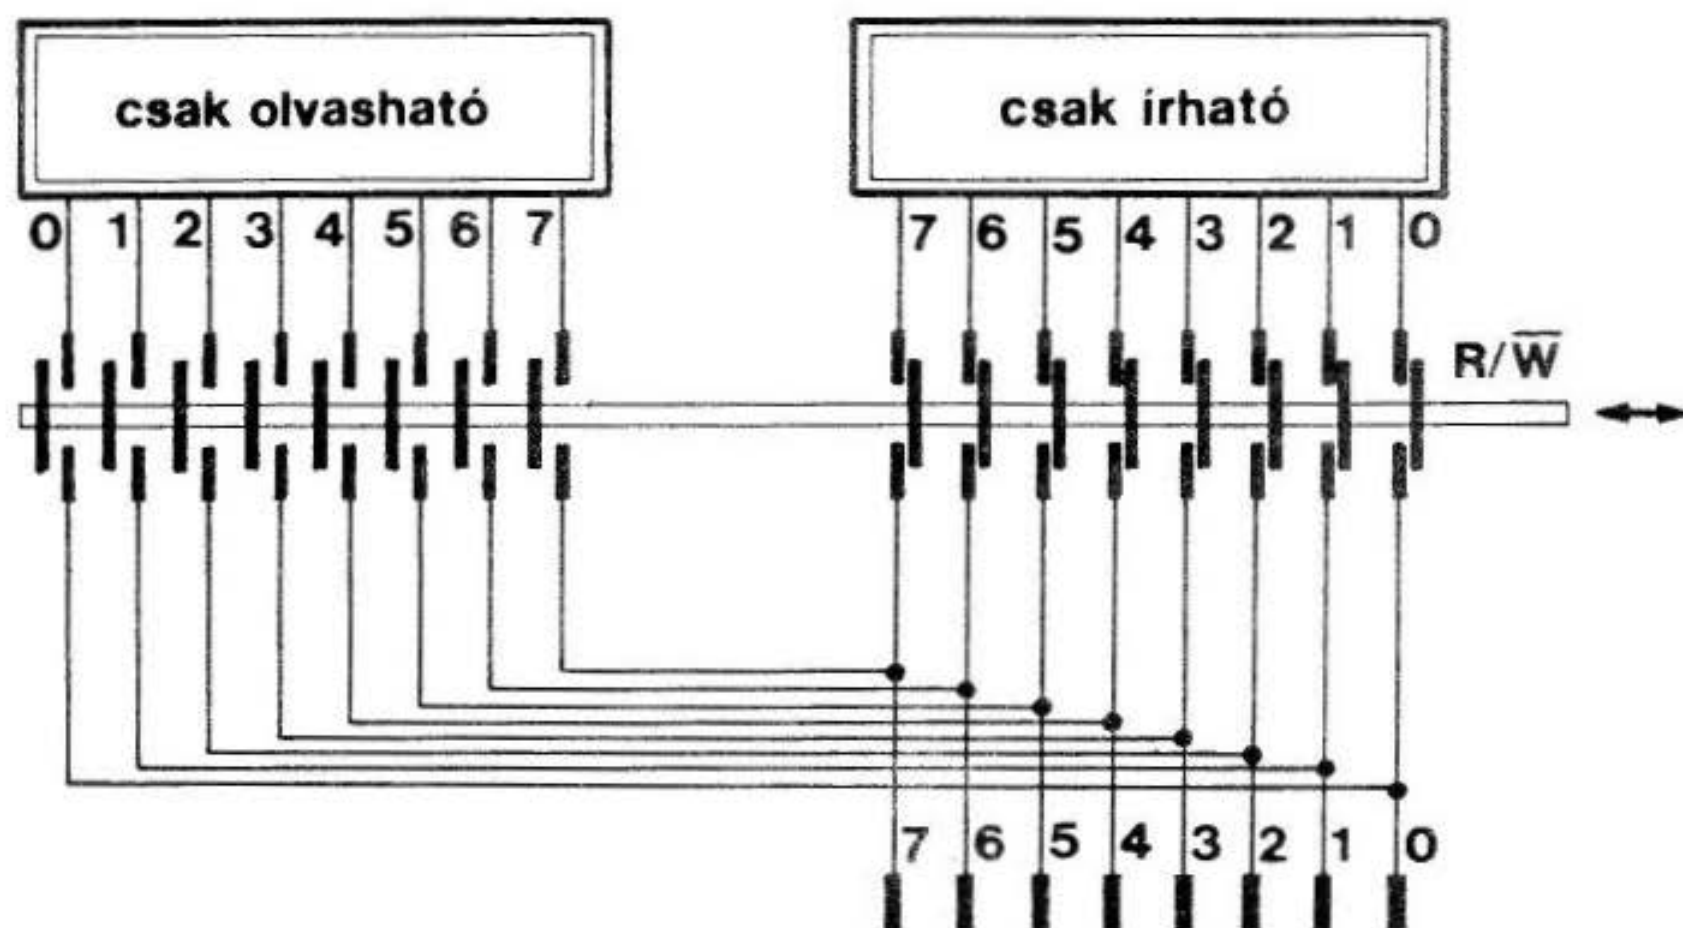 csak olvasható
csak írható
0 1 2 3 4 5 6 7
7 6 5 4 3 2 1 0
R/W̅
7 6 5 4 3 2 1 0